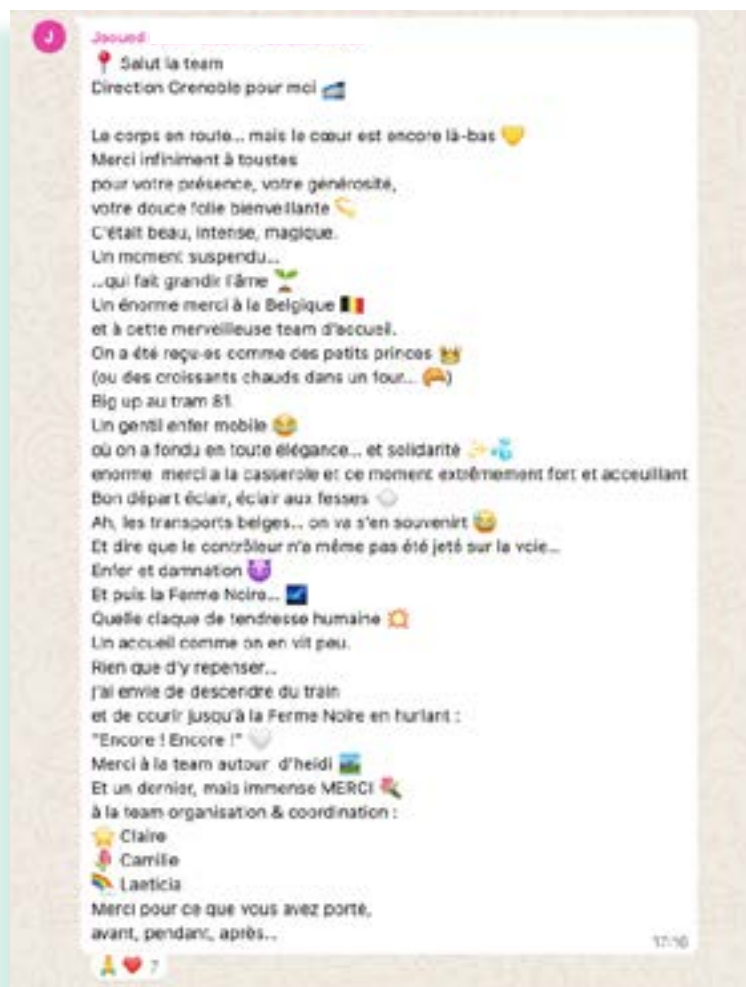 J
Jaoued
📍 Salut la team
Direction Grenoble pour moi 🚄
Le corps en route... mais le cœur est encore là-bas 💛
Merci infiniment à toustes
pour votre présence, votre générosité,
votre douce folie bienveillante 💫
C'était beau, intense, magique.
Un moment suspendu...
...qui fait grandir l'âme 🌱
Un énorme merci à la Belgique 🇧🇪
et à cette merveilleuse team d'accueil.
On a été reçu·es comme des petits princes 👑
(ou des croissants chauds dans un four... 🥐)
Big up au tram 81
Un gentil enfer mobile 😂
où on a fondu en toute élégance... et solidarité ✨💦
enorme merci a la casserole et ce moment extrêmement fort et acceuillant
Bon départ éclair, éclair aux fesses
Ah, les transports belges... on va s'en souvenirt 😅
Et dire que le contrôleur n'a même pas été jeté sur la voie...
Enfer et damnation 😈
Et puis la Ferme Noire...
Quelle claque de tendresse humaine 💥
Un accueil comme on en vit peu.
Rien que d'y repenser...
j'ai envie de descendre du train
et de courir jusqu'à la Ferme Noire en hurlant :
"Encore ! Encore !" 🤍
Merci à la team autour d'heidi 🏞️
Et un dernier, mais immense MERCI 💐
à la team organisation & coordination :
🌟 Claire
🌷 Camille
🌈 Laeticia
Merci pour ce que vous avez porté,
avant, pendant, après...
17:16
🙏 ❤️ 7